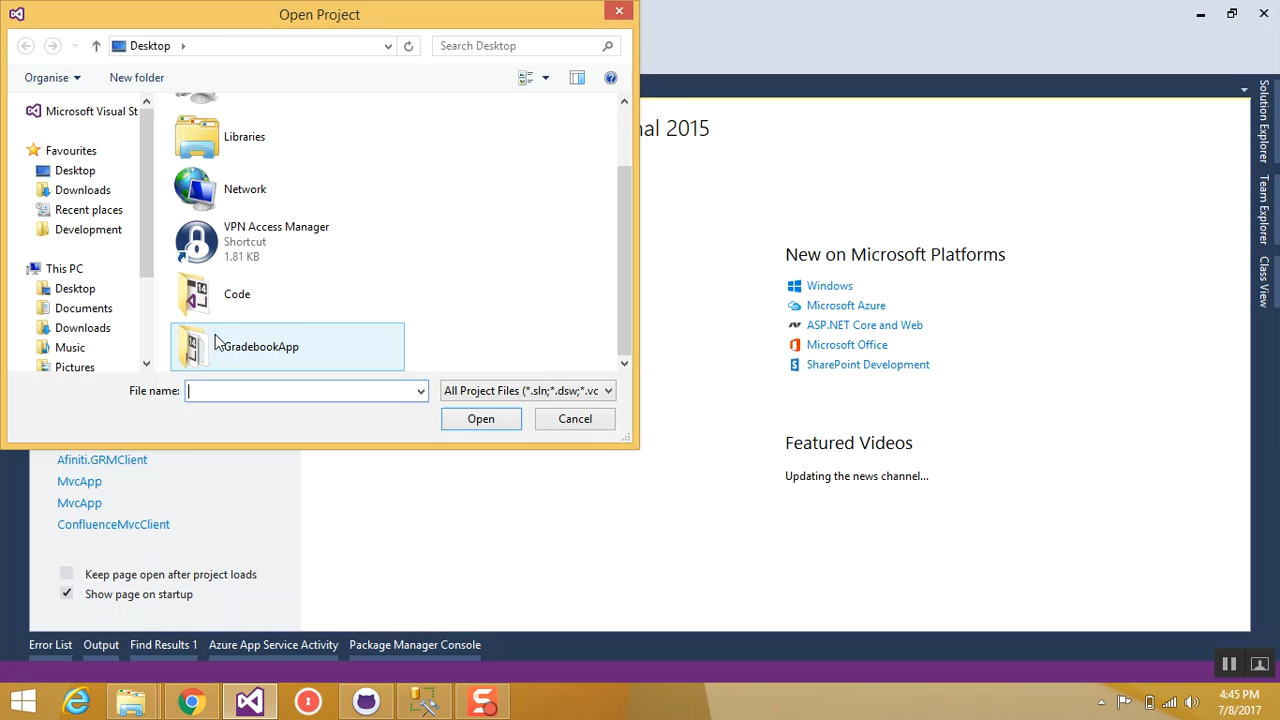 Open Project
Desktop
Search Desktop
Organise
New folder
Microsoft Visual St
Favourites
Desktop
Downloads
Recent places
Development
This PC
Desktop
Documents
Downloads
Music
Pictures
Libraries
Network
VPN Access Manager
Shortcut
1.81 KB
Code
GradebookApp
File name:
All Project Files (*.sln;*.dsw;*.vc
Open
Cancel
nal 2015
New on Microsoft Platforms
Windows
Microsoft Azure
ASP.NET Core and Web
Microsoft Office
SharePoint Development
Featured Videos
Updating the news channel...
Afiniti.GRMClient
MvcApp
MvcApp
ConfluenceMvcClient
Keep page open after project loads
Show page on startup
Solution Explorer
Team Explorer
Class View
Error List
Output
Find Results 1
Azure App Service Activity
Package Manager Console
4:45 PM
7/8/2017